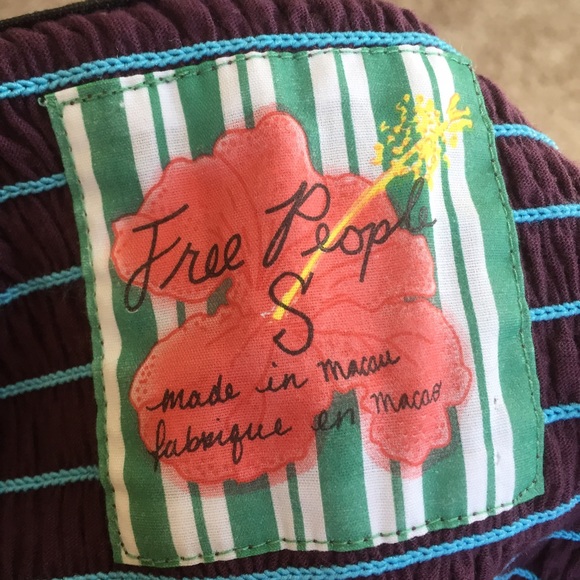 Free People
S
made in Macau
fabrique en macao